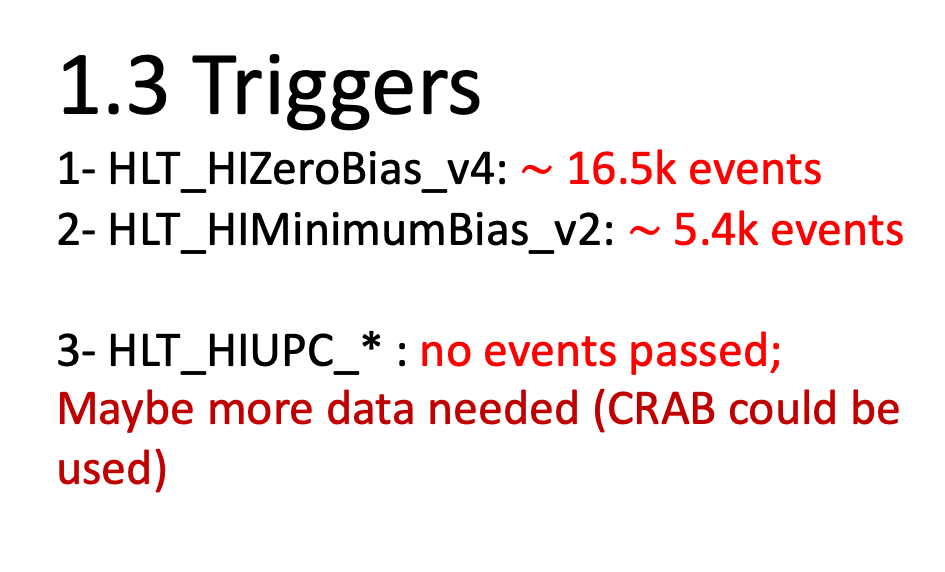 1.3 Triggers
1- HLT_HIZeroBias_v4: ~ 16.5k events
2- HLT_HIMinimumBias_v2: ~ 5.4k events
3- HLT_HIUPC_* : no events passed;
Maybe more data needed (CRAB could be
used)